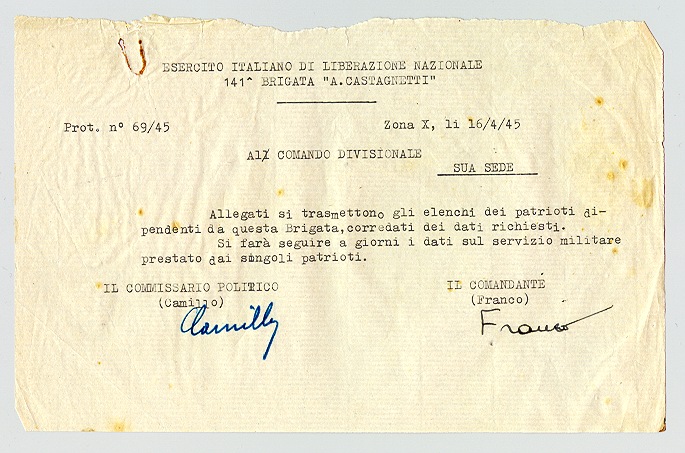 ESERCITO ITALIANO DI LIBERAZIONE NAZIONALE
141^ BRIGATA "A.CASTAGNETTI"
Prot. n° 69/45 Zona X, li 16/4/45
Al COMANDO DIVISIONALE
SUA SEDE
Allegati si trasmettono gli elenchi dei patrioti di-
pendenti da questa Brigata,corredati dei dati richiesti.
Si farà seguire a giorni i dati sul servizio militare
prestato dai singoli patrioti.
IL COMMISSARIO POLITICO IL COMANDANTE
(Camillo) (Franco)
Camillo Franco